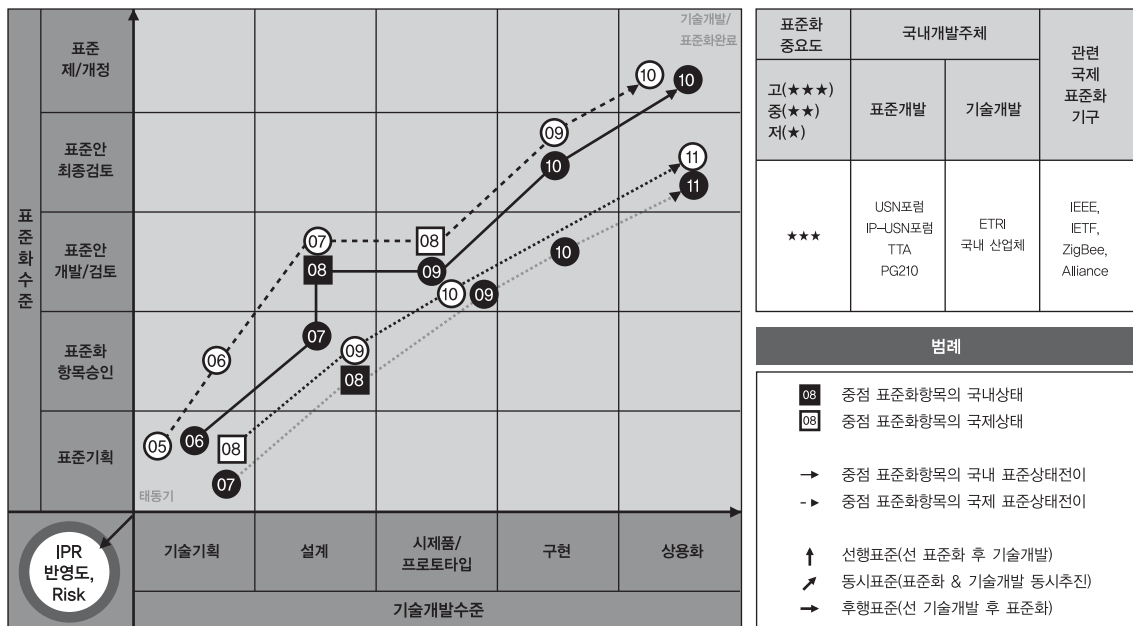 표준
제/개정
표준안
최종검토
표준안
개발/검토
표준화
항목승인
표준기획
표준화수준
기술개발/
표준화완료
10
10
09
10
11
11
07
08
08
09
10
10
09
06
07
09
08
05
06
08
07
태동기
IPR
반영도,
Risk
기술기획
설계
시제품/
프로토타입
구현
상용화
기술개발수준
표준화
중요도
국내개발주체
관련
국제
표준화
기구
고(★★★)
중(★★)
저(★)
표준개발
기술개발
★★★
USN포럼
IP-USN포럼
TTA
PG210
ETRI
국내 산업체
IEEE,
IETF,
ZigBee,
Alliance
범례
08 중점 표준화항목의 국내상태
08 중점 표준화항목의 국제상태
중점 표준화항목의 국내 표준상태전이
중점 표준화항목의 국제 표준상태전이
선행표준(선 표준화 후 기술개발)
동시표준(표준화 & 기술개발 동시추진)
후행표준(선 기술개발 후 표준화)